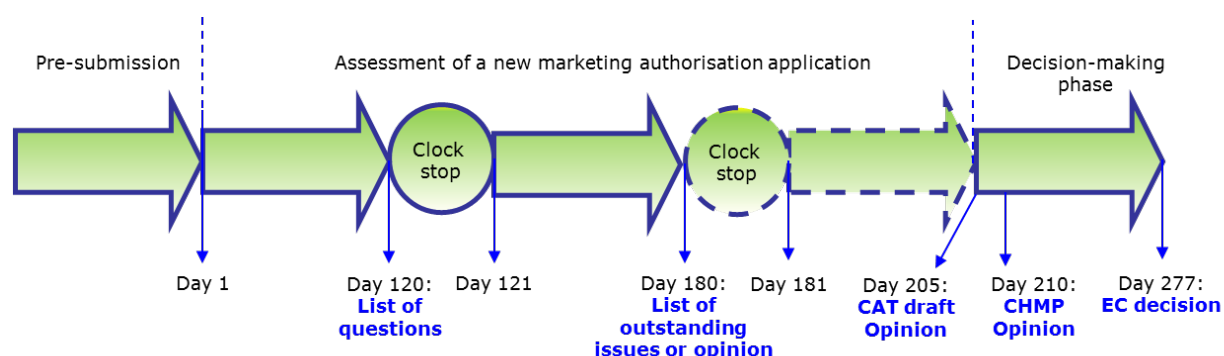 Pre-submission
Assessment of a new marketing authorisation application
Decision-making
phase
Clock
stop
Clock
stop
Day 1
Day 120:
List of
questions
Day 121
Day 180:
List of
outstanding
issues or opinion
Day 181
Day 205:
CAT draft
Opinion
Day 210:
CHMP
Opinion
Day 277:
EC decision